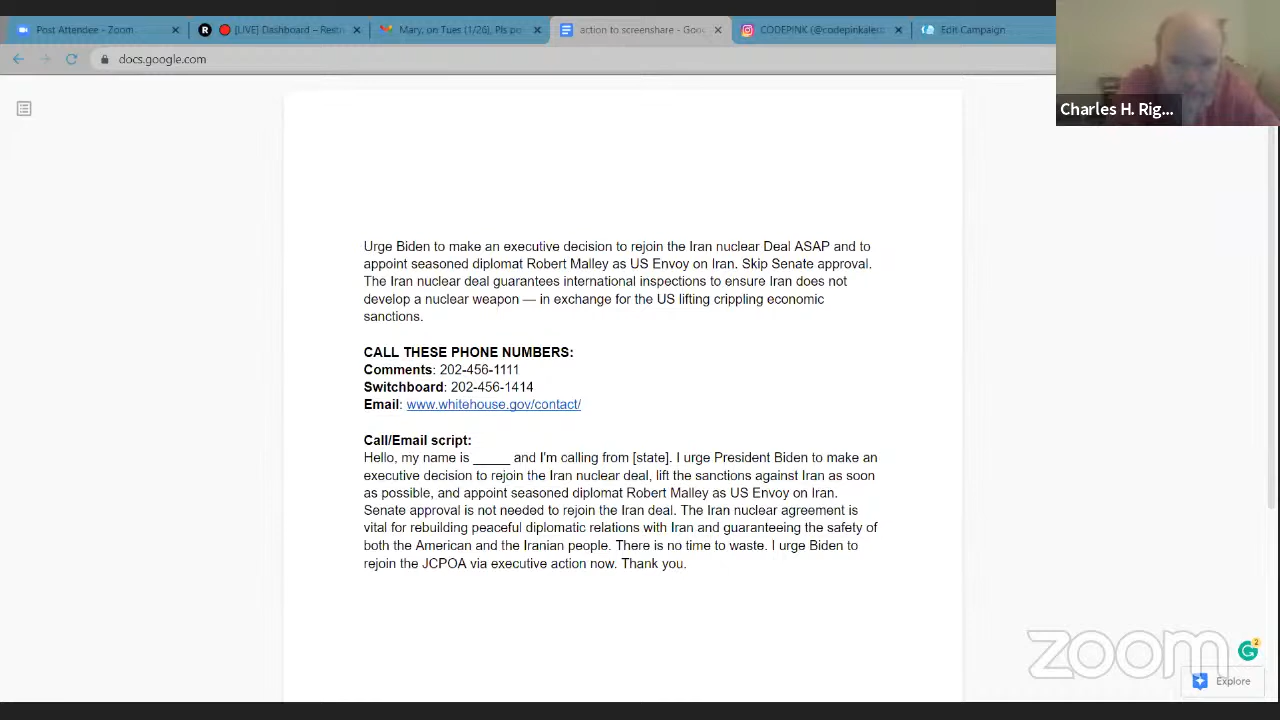 Post Attendee - Zoom
[LIVE] Dashboard – Restr
Mary, on Tues (1/26), Pls po
action to screenshare - Goo
CODEPINK (@codepinkaler
Edit Campaign
docs.google.com
Charles H. Rig...
Urge Biden to make an executive decision to rejoin the Iran nuclear Deal ASAP and to
appoint seasoned diplomat Robert Malley as US Envoy on Iran. Skip Senate approval.
The Iran nuclear deal guarantees international inspections to ensure Iran does not
develop a nuclear weapon — in exchange for the US lifting crippling economic
sanctions.
CALL THESE PHONE NUMBERS:
Comments: 202-456-1111
Switchboard: 202-456-1414
Email: www.whitehouse.gov/contact/
Call/Email script:
Hello, my name is _____ and I'm calling from [state]. I urge President Biden to make an
executive decision to rejoin the Iran nuclear deal, lift the sanctions against Iran as soon
as possible, and appoint seasoned diplomat Robert Malley as US Envoy on Iran.
Senate approval is not needed to rejoin the Iran deal. The Iran nuclear agreement is
vital for rebuilding peaceful diplomatic relations with Iran and guaranteeing the safety of
both the American and the Iranian people. There is no time to waste. I urge Biden to
rejoin the JCPOA via executive action now. Thank you.
zoom
2
Explore